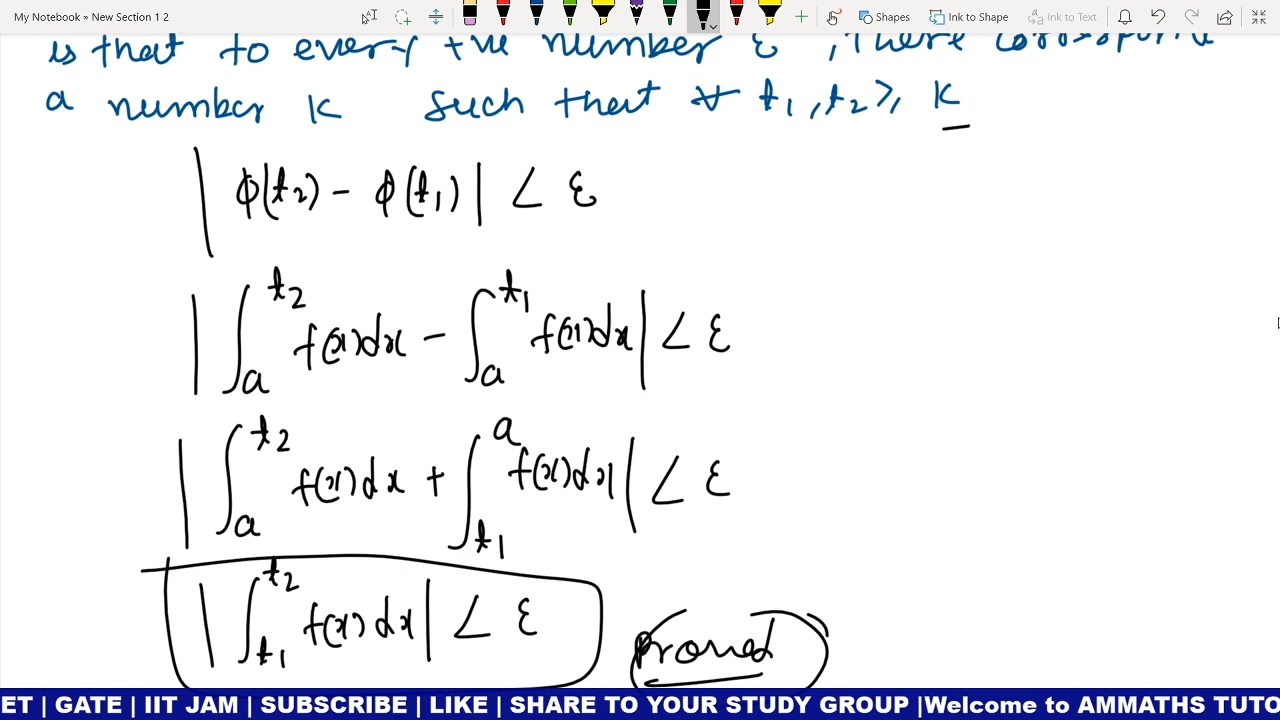 My Notebook » New Section 1 2
Shapes
Ink to Shape
Ink to Text
is that to every +ve number ε, there correspond
a number K such that ∀ t₁, t₂ ≥ K
|ϕ(t₂) - ϕ(t₁)| < ε
|∫ₐ^t₂ f(x)dx - ∫ₐ^t₁ f(x)dx| < ε
|∫ₐ^t₂ f(x)dx + ∫_t₁^a f(x)dx| < ε
|∫_t₁^t₂ f(x)dx| < ε
Proved
ET | GATE | IIT JAM | SUBSCRIBE | LIKE | SHARE TO YOUR STUDY GROUP |Welcome to AMMATHS TUTO